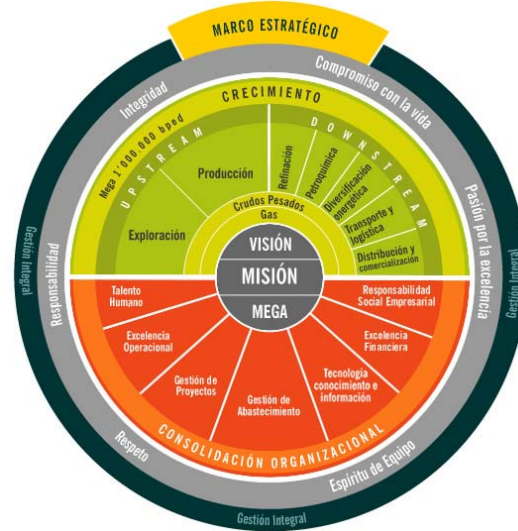 MARCO ESTRATÉGICO
Integridad
Compromiso con la vida
Pasión por la excelencia
Espíritu de Equipo
Respeto
Responsabilidad
Gestión Integral
Gestión Integral
Gestión Integral
CRECIMIENTO
Mega 1'000.000 bped
UPSTREAM
DOWNSTREAM
Exploración
Producción
Refinación
Petroquímica
Diversificación
energética
Transporte y
logística
Distribución y
comercialización
Crudos Pesados
Gas
VISIÓN
MISIÓN
MEGA
Talento
Humano
Excelencia
Operacional
Gestión de
Proyectos
Gestión de
Abastecimiento
Tecnología
conocimiento e
información
Excelencia
Financiera
Responsabilidad
Social Empresarial
CONSOLIDACIÓN ORGANIZACIONAL